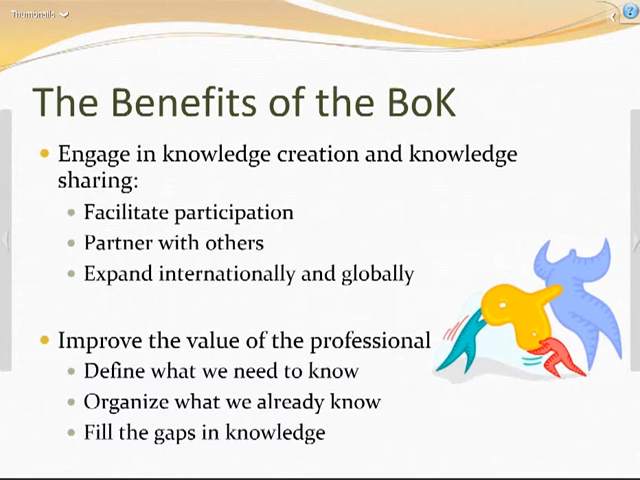 Thumbnails
?
The Benefits of the BoK
Engage in knowledge creation and knowledge
sharing:
Facilitate participation
Partner with others
Expand internationally and globally
Improve the value of the professional
Define what we need to know
Organize what we already know
Fill the gaps in knowledge